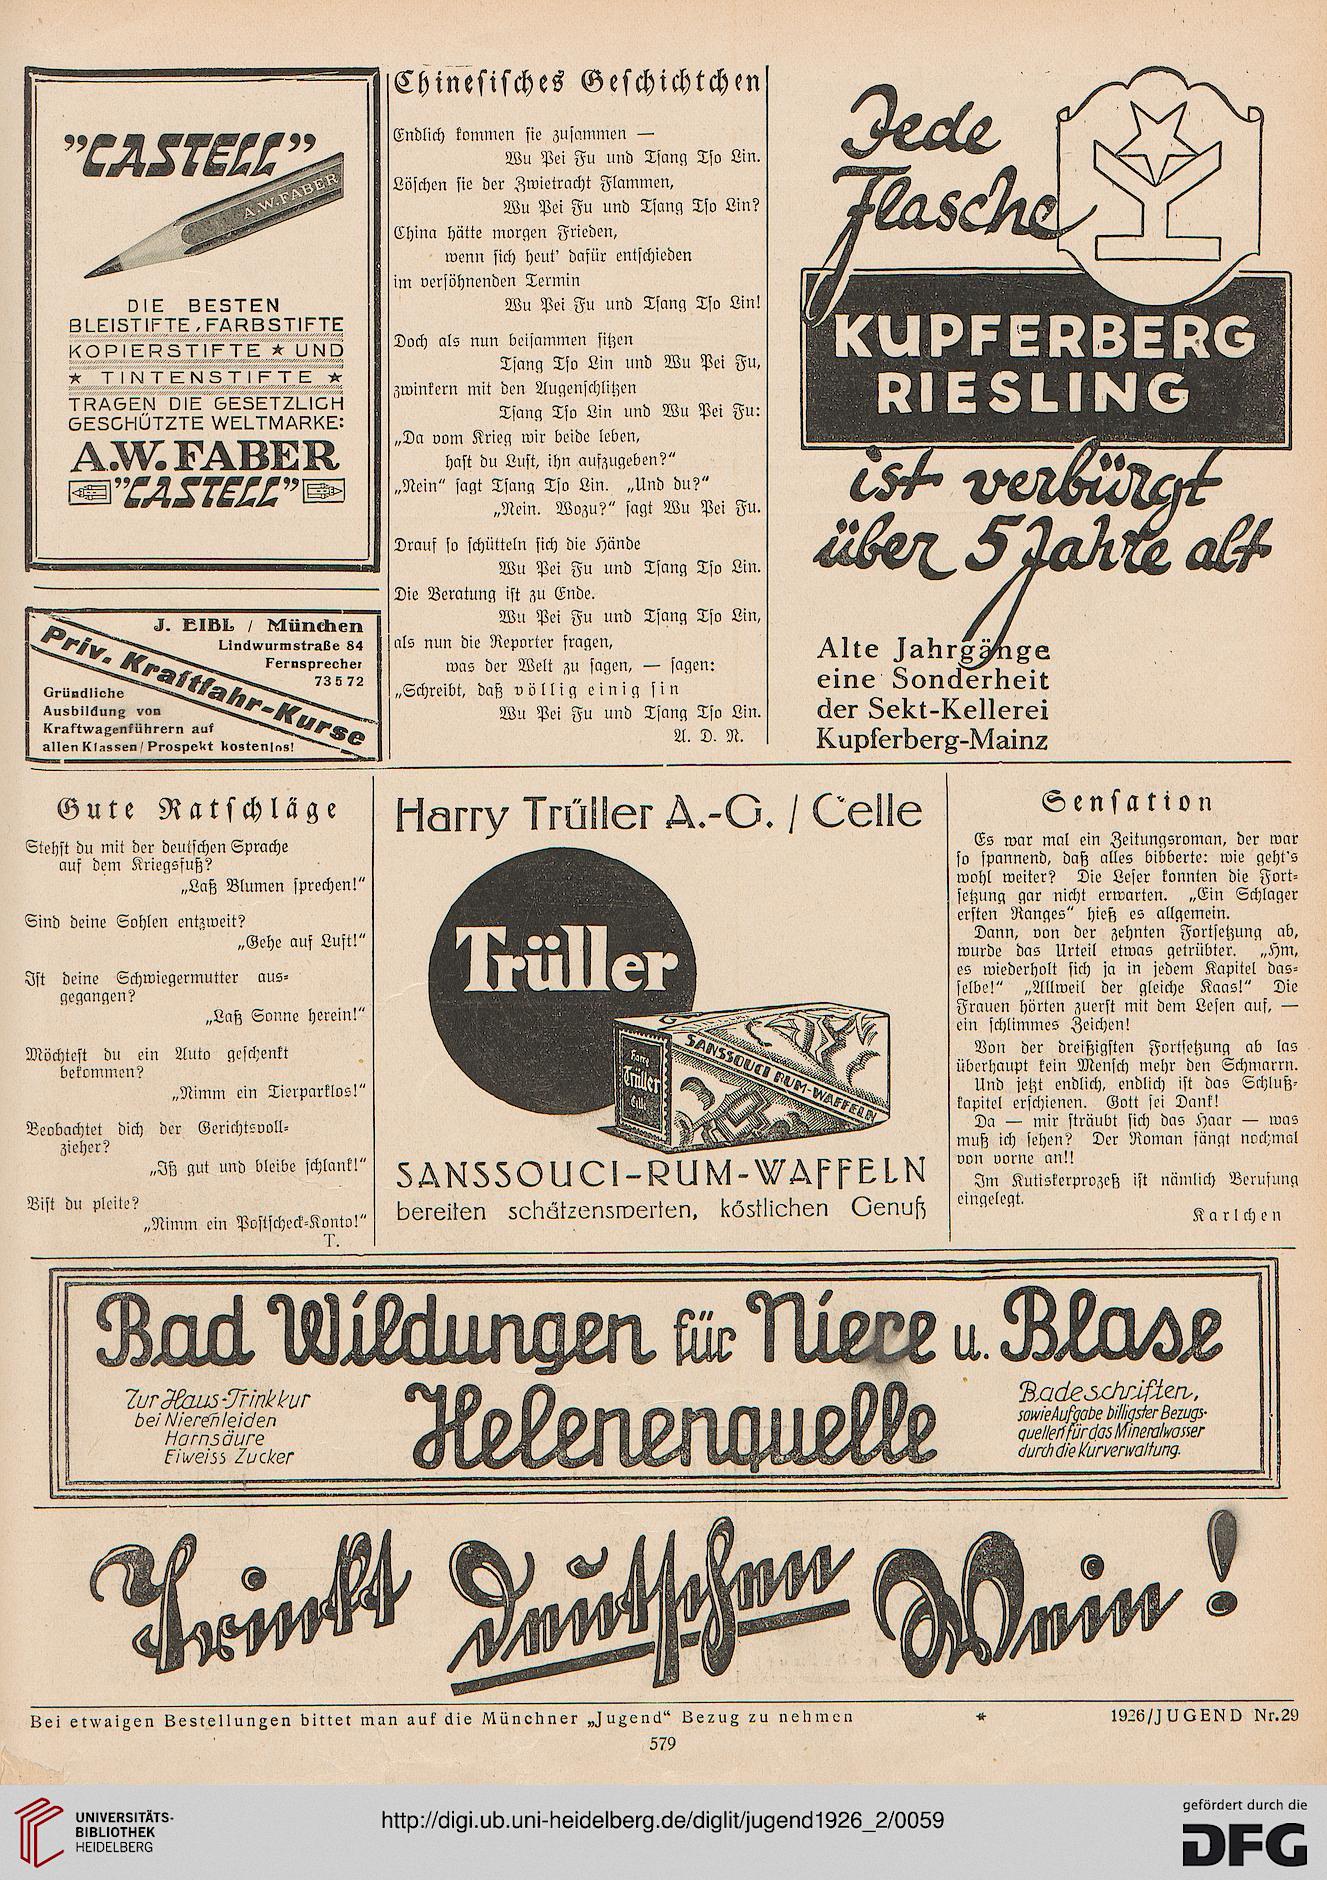 "CASTELL"
A.W.FABER
DIE BESTEN
BLEISTIFTE, FARBSTIFTE
KOPIERSTIFTE ★ UND
★ TINTENSTIFTE ★
TRAGEN DIE GESETZLICH
GESCHÜTZTE WELTMARKE:
A.W. FABER
"CASTELL"
J. EIBL / München
Lindwurmstraße 84
Fernsprecher
73572
Priv. Kraftfahr-Kurse
Gründliche
Ausbildung von
Kraftwagenführern auf
allen Klassen / Prospekt kostenlos!
Chinesisches Geschichtchen
Endlich kommen sie zusammen —
Wu Pei Fu und Tsang Tso Lin.
Löschen sie der Zwietracht Flammen,
Wu Pei Fu und Tsang Tso Lin?
China hätte morgen Frieden,
wenn sich heut' dafür entschieden
im versöhnenden Termin
Wu Pei Fu und Tsang Tso Lin!
Doch als nun beisammen sitzen
Tsang Tso Lin und Wu Pei Fu,
zwinkern mit den Augenschlitzen
Tsang Tso Lin und Wu Pei Fu:
„Da vom Krieg wir beide leben,
hast du Lust, ihn aufzugeben?“
„Nein“ sagt Tsang Tso Lin. „Und du?“
„Nein. Wozu?“ sagt Wu Pei Fu.
Drauf so schütteln sich die Hände
Wu Pei Fu und Tsang Tso Lin.
Die Beratung ist zu Ende.
Wu Pei Fu und Tsang Tso Lin,
als nun die Reporter fragen,
was der Welt zu sagen, — sagen:
„Schreibt, daß völlig einig sin
Wu Pei Fu und Tsang Tso Lin.
A. D. N.
Jede
Flasche
KUPFERBERG
RIESLING
ist verbürgt
über 5 Jahre alt
Alte Jahrgänge
eine Sonderheit
der Sekt-Kellerei
Kupferberg-Mainz
Gute Ratschläge
Stehst du mit der deutschen Sprache
auf dem Kriegsfuß?
„Laß Blumen sprechen!“
Sind deine Sohlen entzweit?
„Gehe auf Luft!“
Ist deine Schwiegermutter aus-
gegangen?
„Laß Sonne herein!“
Möchtest du ein Auto geschenkt
bekommen?
„Nimm ein Tierparklos!“
Beobachtet dich der Gerichtsvoll-
zieher?
„Iß gut und bleibe schlank!“
Bist du pleite?
„Nimm ein Postscheck-Konto!“
T.
Harry Trüller A.-G. / Celle
Trüller
Harry
Trüller
Celle
SANSSOUCI RUM-WAFFELN
SANSSOUCI-RUM-WAFFELN
bereiten schätzenswerten, köstlichen Genuß
Sensation
Es war mal ein Zeitungsroman, der war
so spannend, daß alles bibberte: wie geht's
wohl weiter? Die Leser konnten die Fort-
setzung gar nicht erwarten. „Ein Schlager
ersten Ranges“ hieß es allgemein.
Dann, von der zehnten Fortsetzung ab,
wurde das Urteil etwas getrübter. „Hm,
es wiederholt sich ja in jedem Kapitel das-
selbe!“ „Allweil der gleiche Kaas!“ Die
Frauen hörten zuerst mit dem Lesen auf, —
ein schlimmes Zeichen!
Von der dreißigsten Fortsetzung ab las
überhaupt kein Mensch mehr den Schmarrn.
Und jetzt endlich, endlich ist das Schluß-
kapitel erschienen. Gott sei Dank!
Da — mir sträubt sich das Haar — was
muß ich sehen? Der Roman fängt nochmal
von vorne an!!
Im Kutiskerprozeß ist nämlich Berufung
eingelegt.
Karlchen
Bad Wildungen für Niere u. Blase
Helenenquelle
Zur Haus-Trinkkur
bei Nierenleiden
Harnsäure
Eiweiss Zucker
Badeschriften,
sowie Aufgabe billigster Bezugs-
quellen für das Mineralwasser
durch die Kurverwaltung.
Trinkt deutschen Wein!
Bei etwaigen Bestellungen bittet man auf die Münchner „Jugend“ Bezug zu nehmen * 1926/JUGEND Nr.29
579
UNIVERSITÄTS-
BIBLIOTHEK
HEIDELBERG
http://digi.ub.uni-heidelberg.de/diglit/jugend1926_2/0059
gefördert durch die
DFG